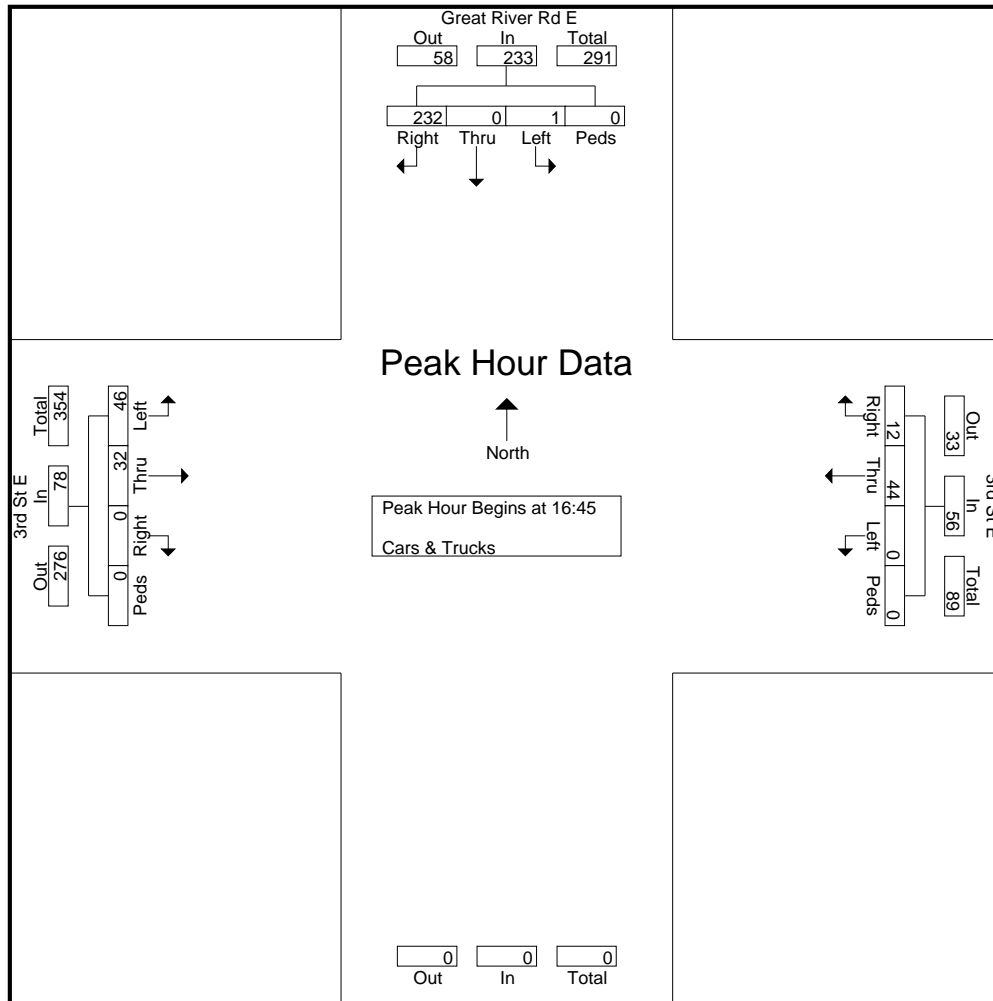 Great River Rd E
Out In Total
58 233 291
232 0 1 0
Right Thru Left Peds
Peak Hour Data
North
Peak Hour Begins at 16:45
Cars & Trucks
3rd St E
Total In Out
354 78 276
46 32 0 0
Left Thru Right Peds
Right Thru Left Peds
12 44 0 0
Out In Total
33 56 89
3rd St E
0 0 0
Out In Total